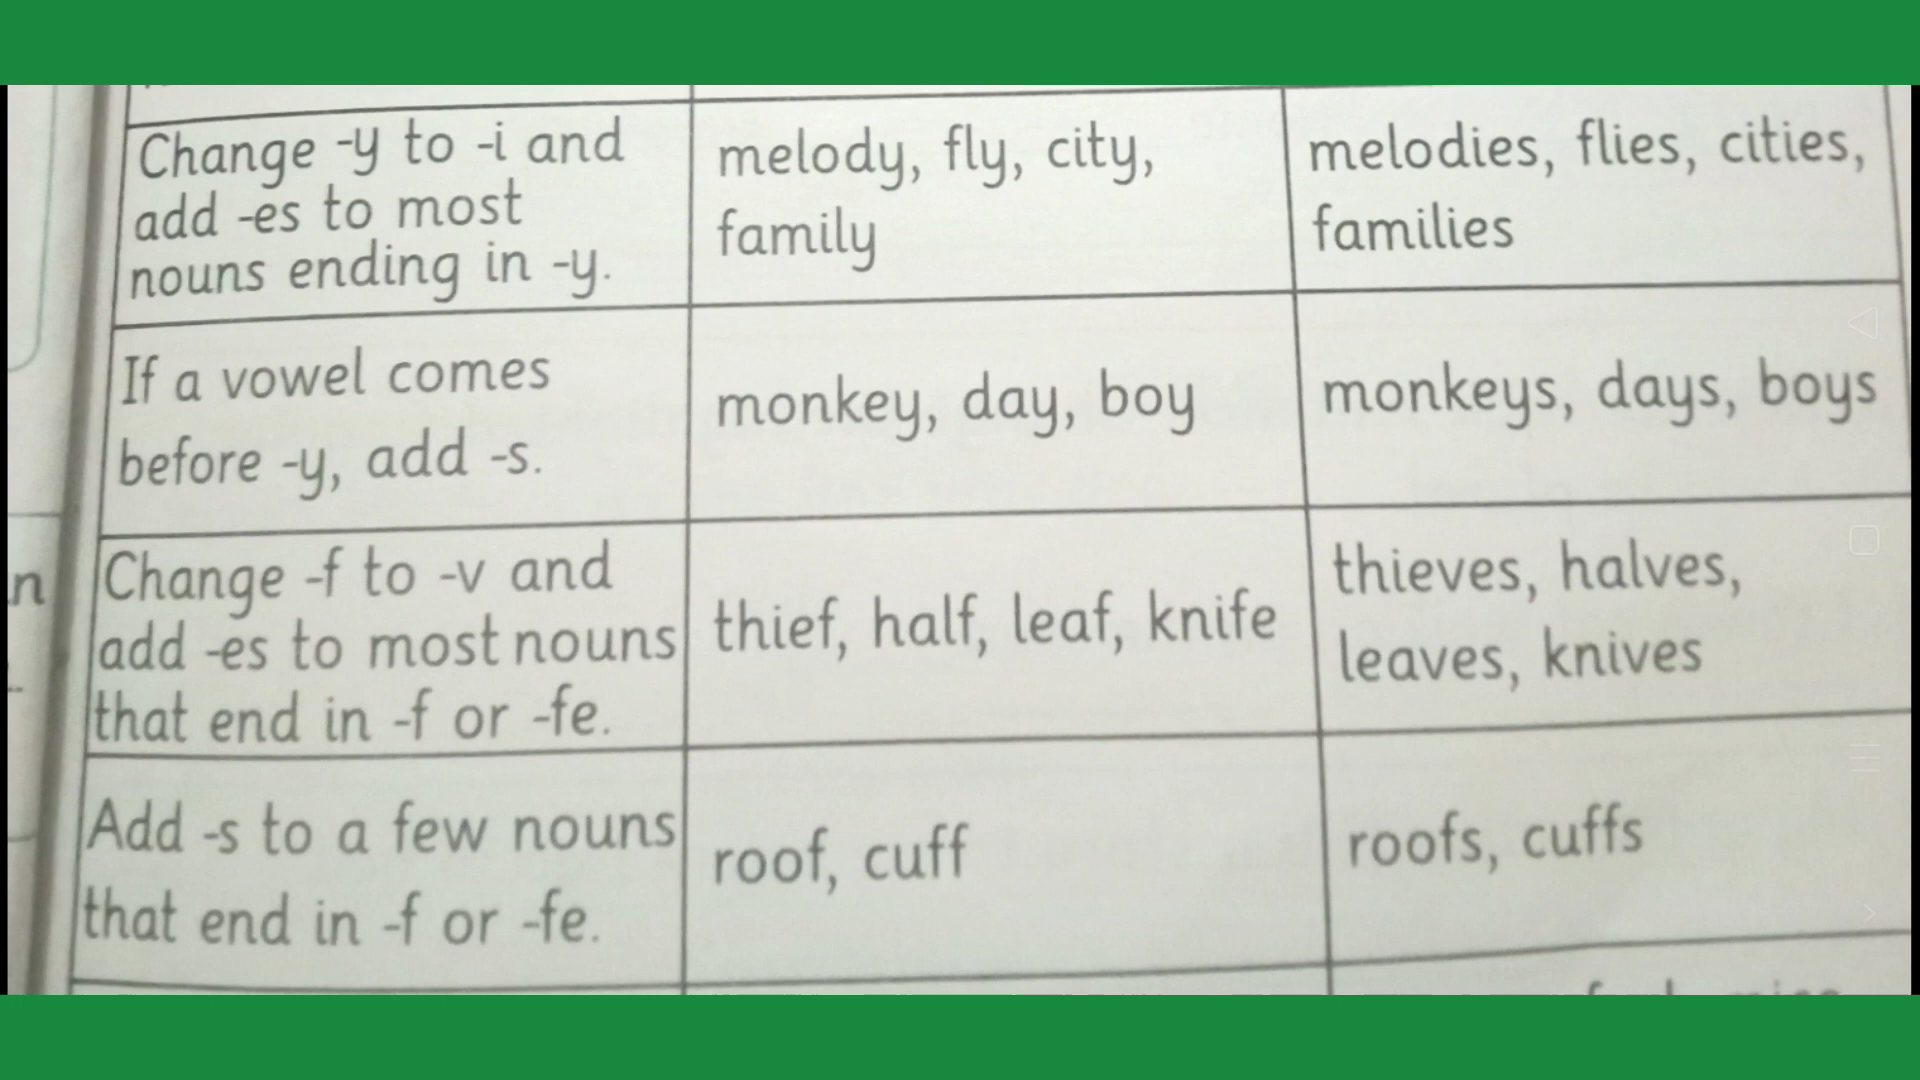 Change -y to -i and
add -es to most
nouns ending in -y.
melody, fly, city,
family
melodies, flies, cities,
families
If a vowel comes
before -y, add -s.
monkey, day, boy
monkeys, days, boys
n
Change -f to -v and
add -es to most nouns
that end in -f or -fe.
thief, half, leaf, knife
thieves, halves,
leaves, knives
Add -s to a few nouns
that end in -f or -fe.
roof, cuff
roofs, cuffs